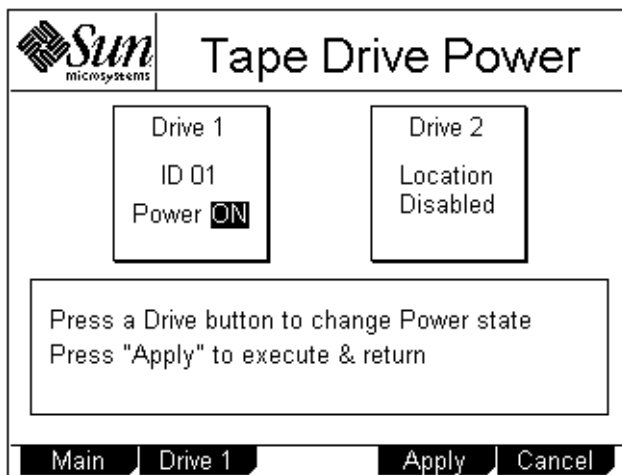 Sun
microsystems
Tape Drive Power
Drive 1
ID 01
Power ON
Drive 2
Location
Disabled
Press a Drive button to change Power state
Press "Apply" to execute & return
Main
Drive 1
Apply
Cancel